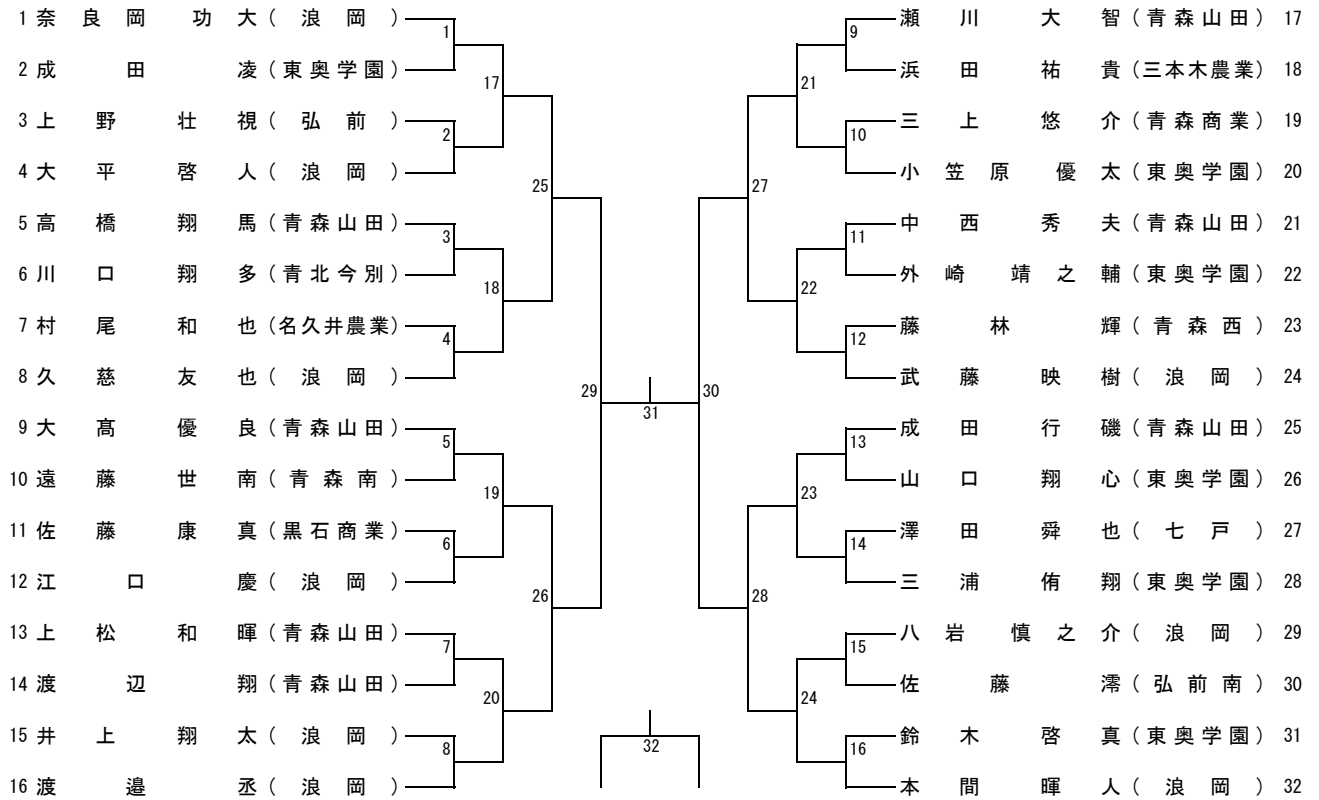 1 奈良岡功大(浪岡)
2 成田凌(東奥学園)
3 上野壮視(弘前)
4 大平啓人(浪岡)
5 高橋翔馬(青森山田)
6 川口翔多(青北今別)
7 村尾和也(名久井農業)
8 久慈友也(浪岡)
9 大髙優良(青森山田)
10 遠藤世南(青森南)
11 佐藤康真(黒石商業)
12 江口慶(浪岡)
13 上松和暉(青森山田)
14 渡辺翔(青森山田)
15 井上翔太(浪岡)
16 渡邉丞(浪岡)
1
2
3
4
5
6
7
8
17
18
19
20
25
26
29
31
32
30
27
28
21
22
23
24
9
10
11
12
13
14
15
16
瀬川大智(青森山田) 17
浜田祐貴(三本木農業) 18
三上悠介(青森商業) 19
小笠原優太(東奥学園) 20
中西秀夫(青森山田) 21
外崎靖之輔(東奥学園) 22
藤林輝(青森西) 23
武藤映樹(浪岡) 24
成田行磯(青森山田) 25
山口翔心(東奥学園) 26
澤田舜也(七戸) 27
三浦侑翔(東奥学園) 28
八岩慎之介(浪岡) 29
佐藤澪(弘前南) 30
鈴木啓真(東奥学園) 31
本間暉人(浪岡) 32